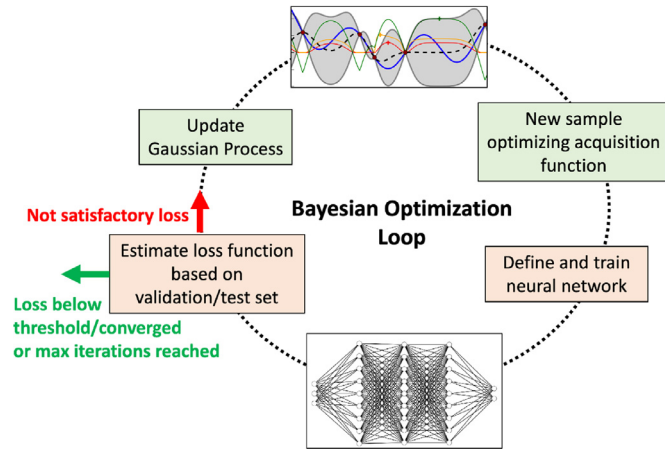 Update
Gaussian Process
New sample
optimizing acquisition
function
Not satisfactory loss
Bayesian Optimization
Loop
Estimate loss function
based on
validation/test set
Define and train
neural network
Loss below
threshold/converged
or max iterations reached